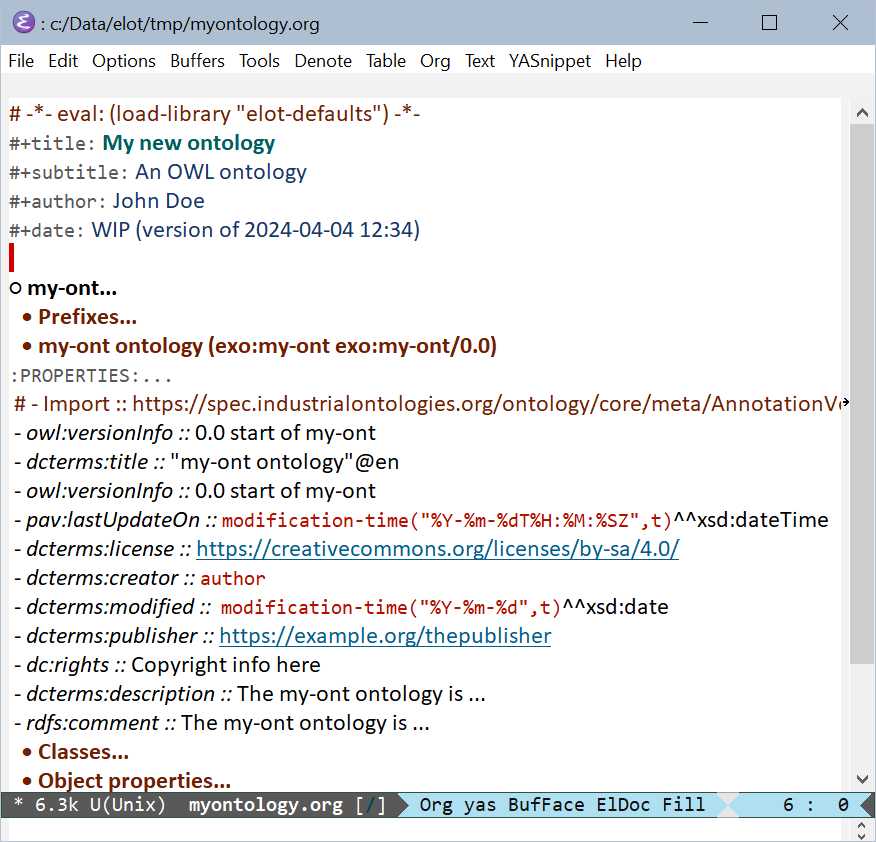 : c:/Data/elot/tmp/myontology.org
File Edit Options Buffers Tools Denote Table Org Text YASnippet Help
# -*- eval: (load-library "elot-defaults") -*-
#+title: My new ontology
#+subtitle: An OWL ontology
#+author: John Doe
#+date: WIP (version of 2024-04-04 12:34)
my-ont...
• Prefixes...
• my-ont ontology (exo:my-ont exo:my-ont/0.0)
:PROPERTIES:...
# - Import :: https://spec.industrialontologies.org/ontology/core/meta/AnnotationV
- owl:versionInfo :: 0.0 start of my-ont
- dcterms:title :: "my-ont ontology"@en
- owl:versionInfo :: 0.0 start of my-ont
- pav:lastUpdateOn :: modification-time("%Y-%m-%dT%H:%M:%SZ",t)^^xsd:dateTime
- dcterms:license :: https://creativecommons.org/licenses/by-sa/4.0/
- dcterms:creator :: author
- dcterms:modified :: modification-time("%Y-%m-%d",t)^^xsd:date
- dcterms:publisher :: https://example.org/thepublisher
- dc:rights :: Copyright info here
- dcterms:description :: The my-ont ontology is ...
- rdfs:comment :: The my-ont ontology is ...
• Classes...
• Object properties...
* 6.3k U(Unix) myontology.org [/] Org yas BufFace ElDoc Fill 6 : 0